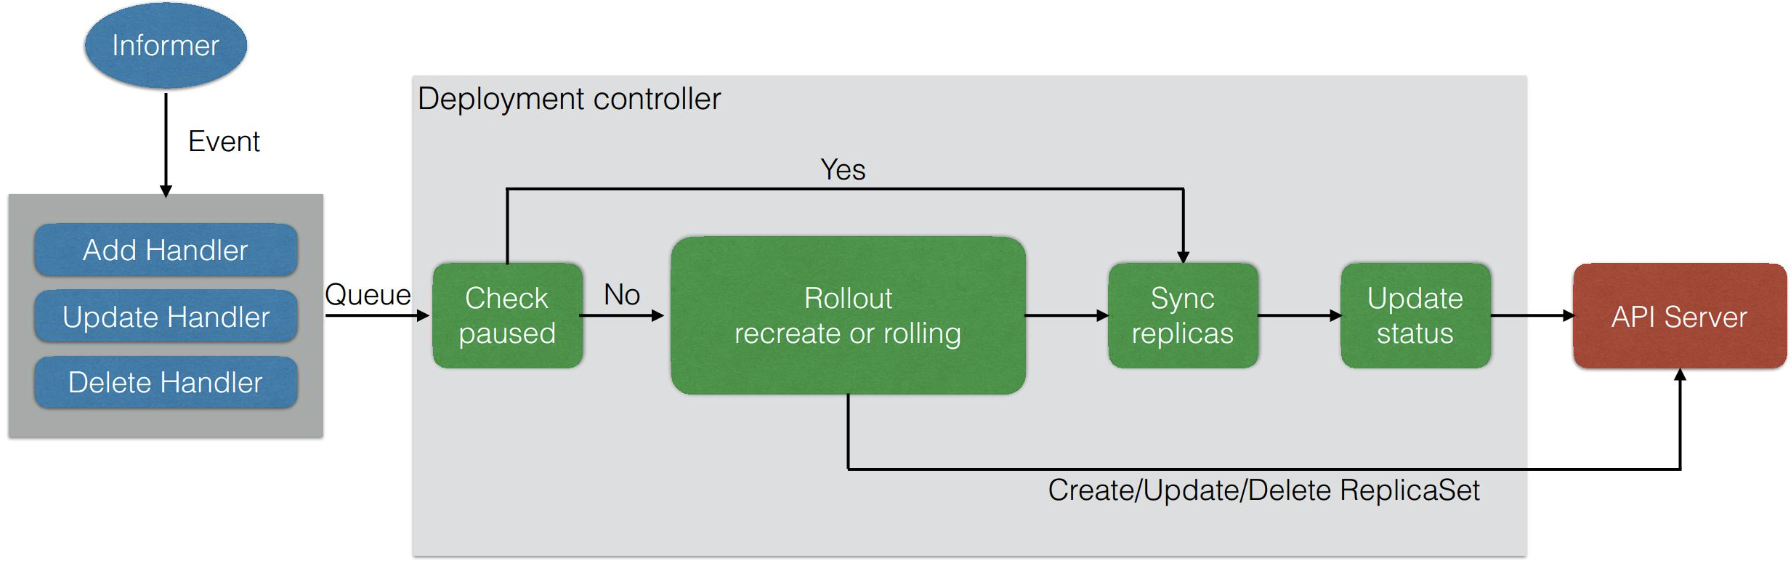 Informer
Event
Add Handler
Update Handler
Delete Handler
Queue
Deployment controller
Yes
Check
paused
No
Rollout
recreate or rolling
Sync
replicas
Update
status
API Server
Create/Update/Delete ReplicaSet